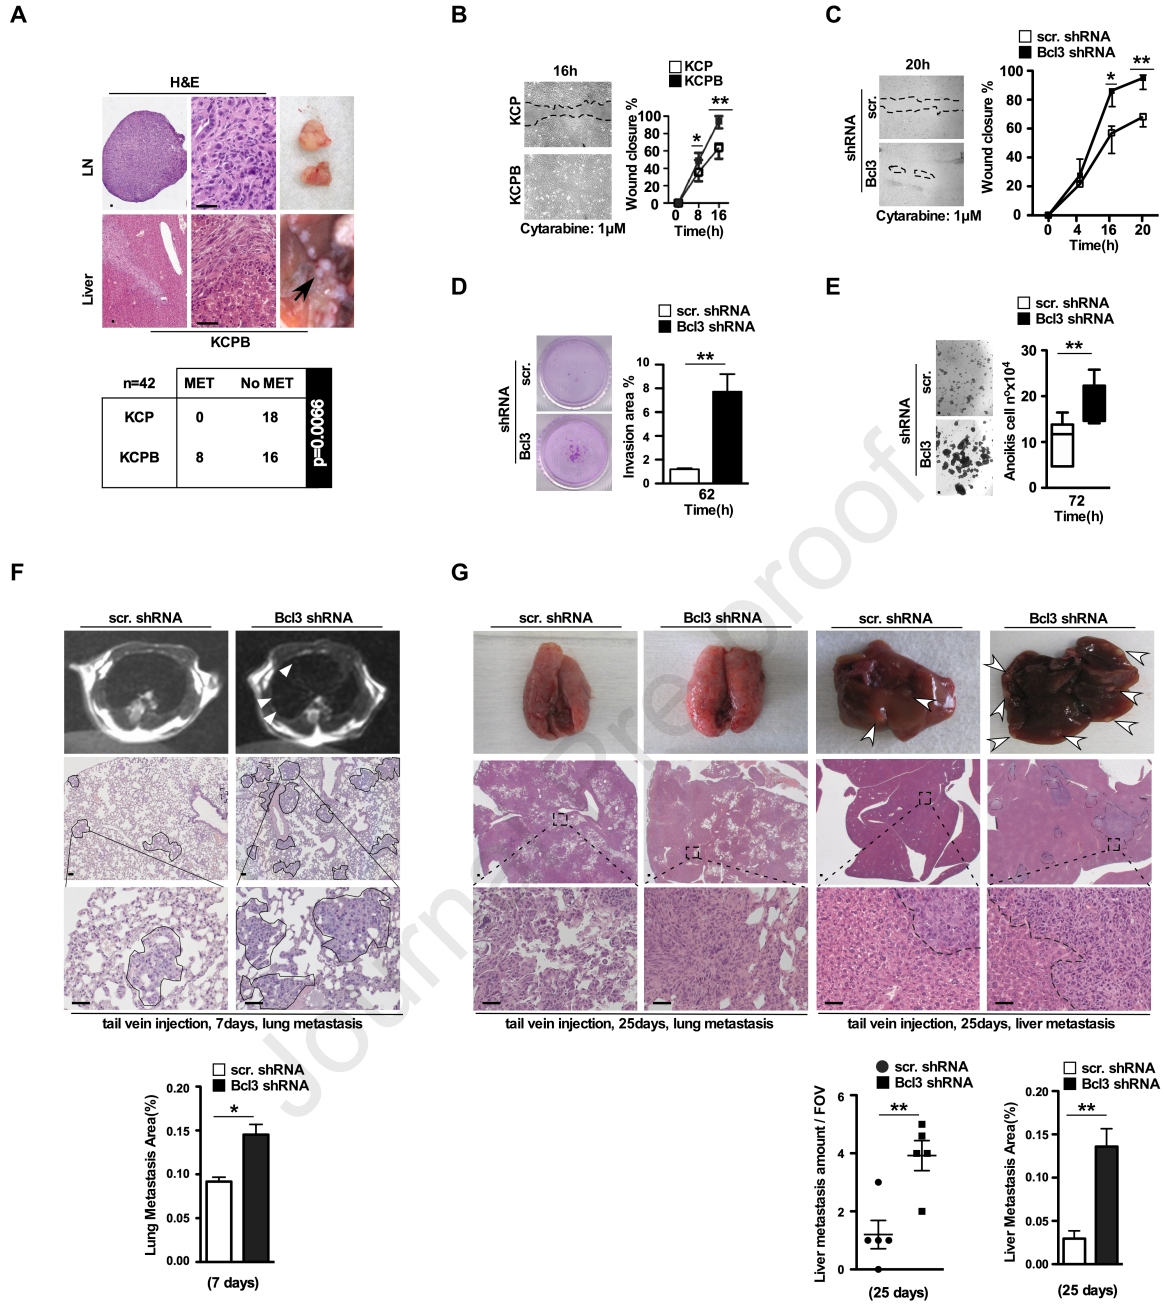 A
H&E
LN
Liver
KCPB
n=42 MET No MET
KCP 0 18
KCPB 8 16
p=0.0066
B
16h
KCP
KCPB
Cytarabine: 1µM
KCP
KCPB
Wound closure %
100
80
60
40
20
0
* **
0 8 16
Time(h)
C
20h
shRNA
scr.
Bcl3
Cytarabine: 1µM
scr. shRNA
Bcl3 shRNA
Wound closure %
100
80
60
40
20
0
* **
0 4 16 20
Time(h)
D
scr. shRNA
Bcl3 shRNA
shRNA
scr.
Bcl3
Invasion area %
10
8
6
4
2
0
**
62
Time(h)
E
scr. shRNA
Bcl3 shRNA
shRNA
scr.
Bcl3
Anoikis cell n°x10⁴
30
20
10
0
**
72
Time(h)
F
scr. shRNA Bcl3 shRNA
tail vein injection, 7days, lung metastasis
scr. shRNA
Bcl3 shRNA
Lung Metastasis Area(%)
0.20
0.15
0.10
0.05
0.00
*
(7 days)
G
scr. shRNA Bcl3 shRNA scr. shRNA Bcl3 shRNA
tail vein injection, 25days, lung metastasis tail vein injection, 25days, liver metastasis
scr. shRNA
Bcl3 shRNA
Liver metastasis amount / FOV
6
4
2
0
**
(25 days)
scr. shRNA
Bcl3 shRNA
Liver Metastasis Area(%)
0.20
0.15
0.10
0.05
0.00
**
(25 days)
Journal Pre-proof